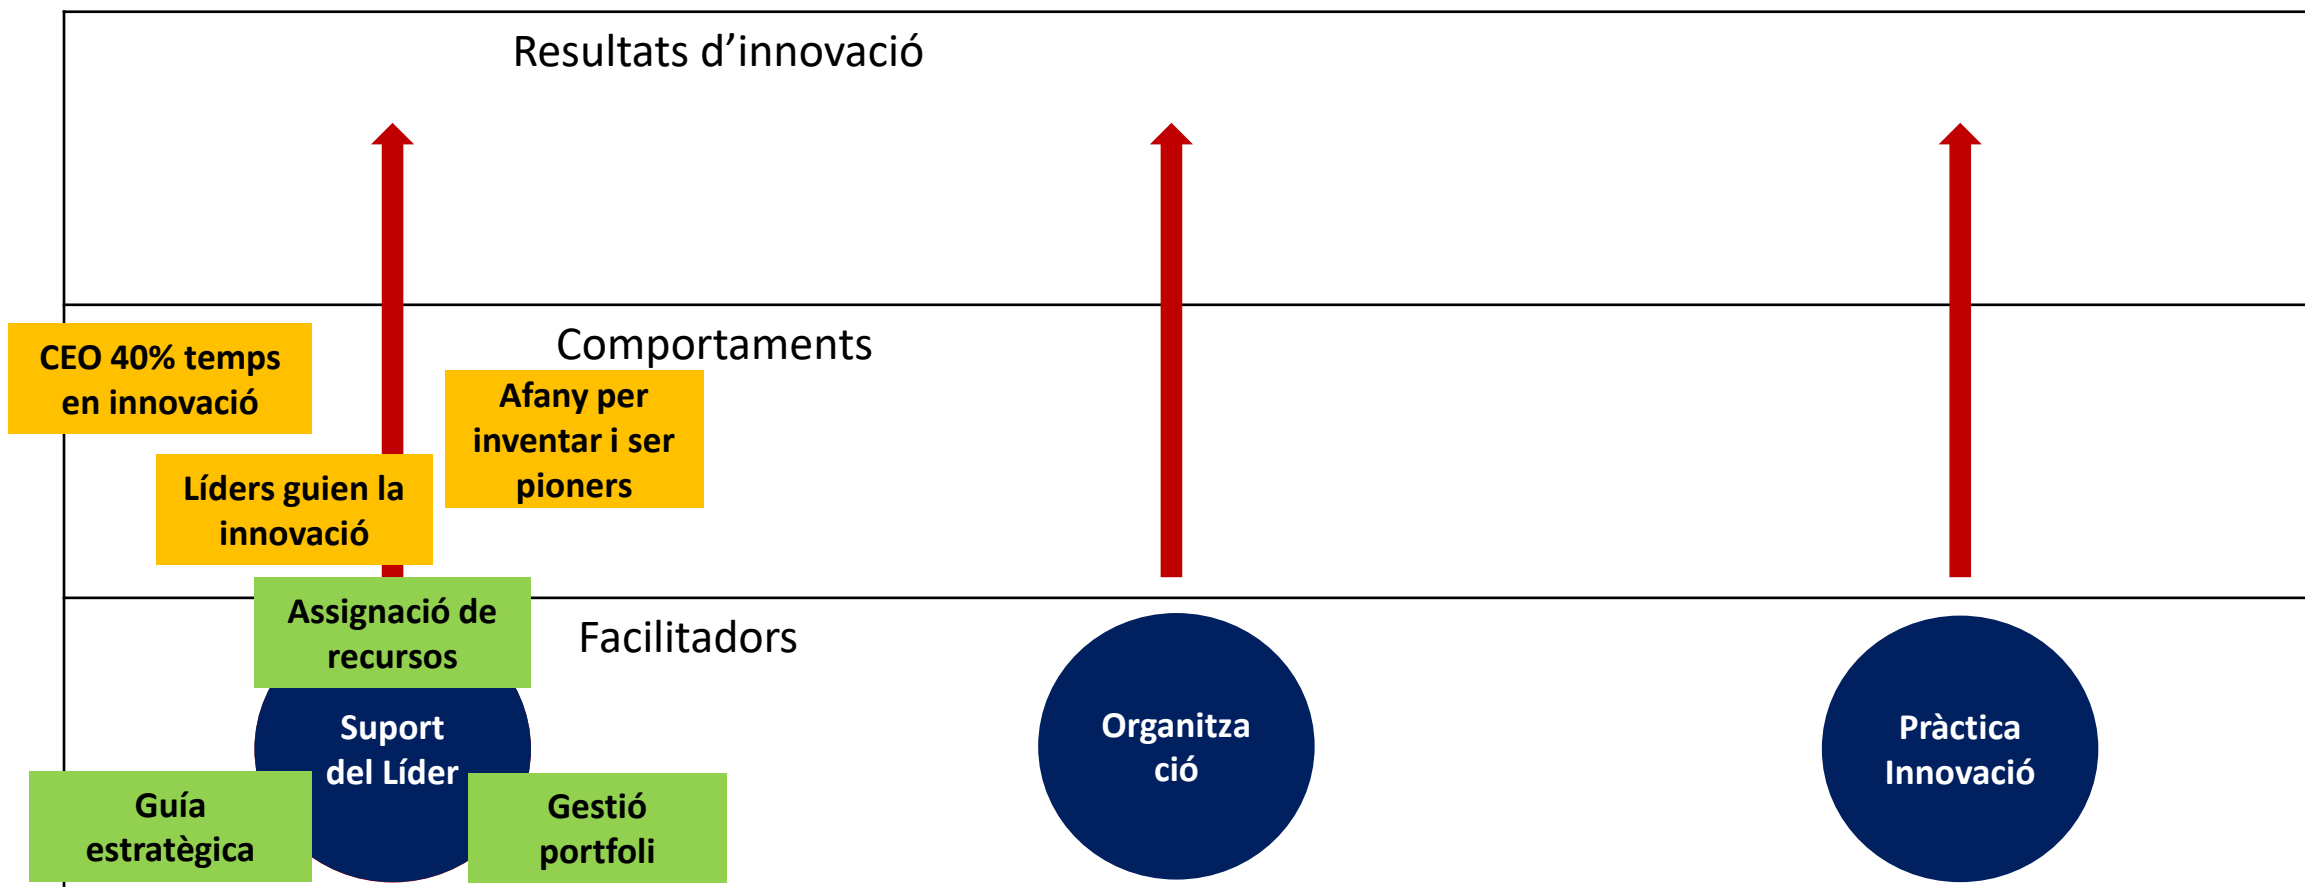 Resultats d’innovació
Comportaments
CEO 40% temps
en innovació
Afany per
inventar i ser
pioners
Líders guien la
innovació
Facilitadors
Assignació de
recursos
Suport
del Líder
Guía
estratègica
Gestió
portfoli
Organitza
ció
Pràctica
Innovació